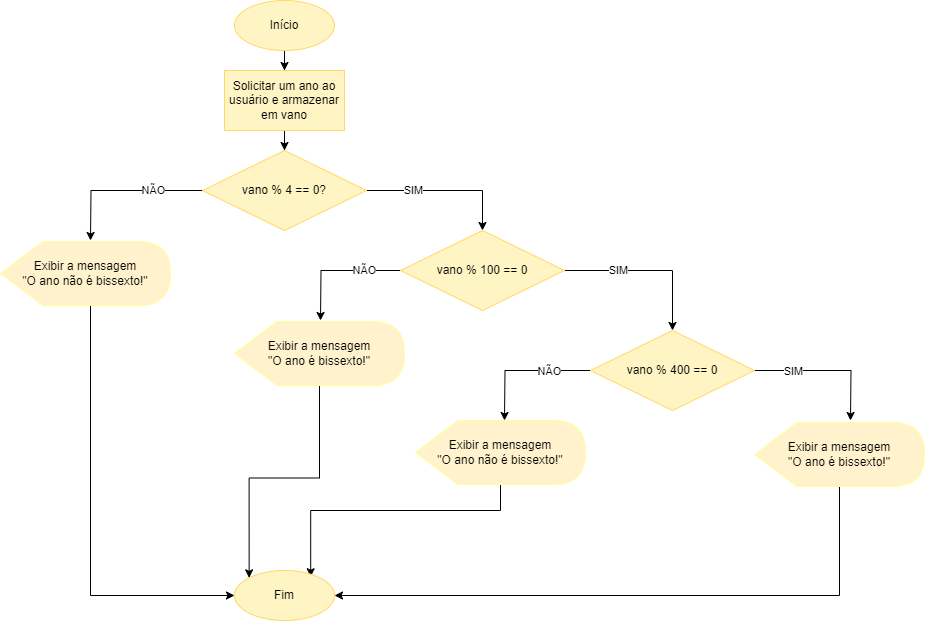 Início
Solicitar um ano ao
usuário e armazenar
em vano
vano % 4 == 0?
NÃO
SIM
Exibir a mensagem
"O ano não é bissexto!"
vano % 100 == 0
NÃO
SIM
Exibir a mensagem
"O ano é bissexto!"
vano % 400 == 0
NÃO
SIM
Exibir a mensagem
"O ano não é bissexto!"
Exibir a mensagem
"O ano é bissexto!"
Fim